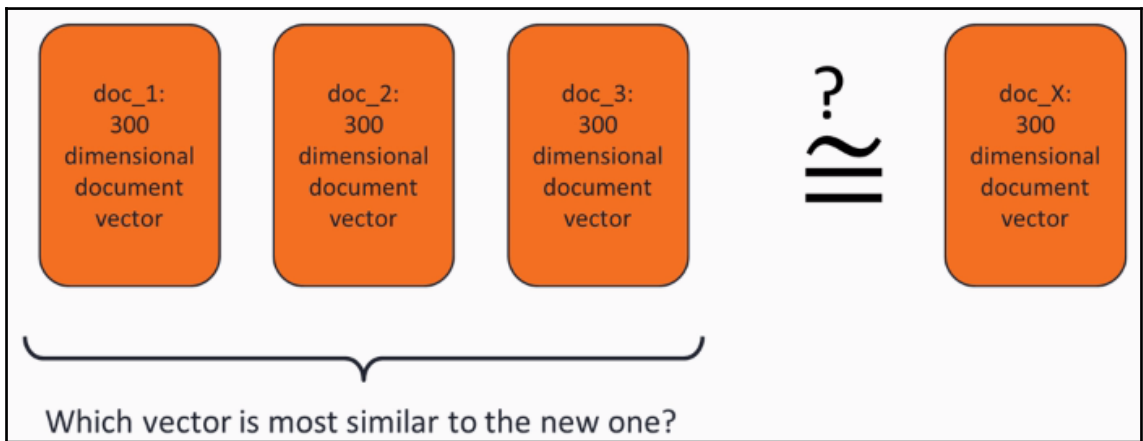 doc_1:
300
dimensional
document
vector
doc_2:
300
dimensional
document
vector
doc_3:
300
dimensional
document
vector
?
≅
doc_X:
300
dimensional
document
vector
Which vector is most similar to the new one?